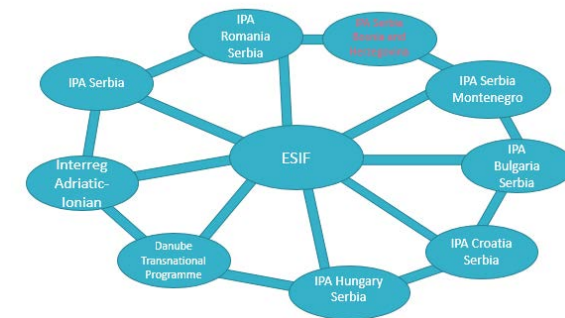 IPA
Romania
Serbia
IPA Serbia
Bosnia and
Herzegovina
IPA Serbia
IPA Serbia
Montenegro
ESIF
IPA
Bulgaria
Serbia
Interreg
Adriatic-
Ionian
Danube
Transnational
Programme
IPA Croatia
Serbia
IPA Hungary
Serbia